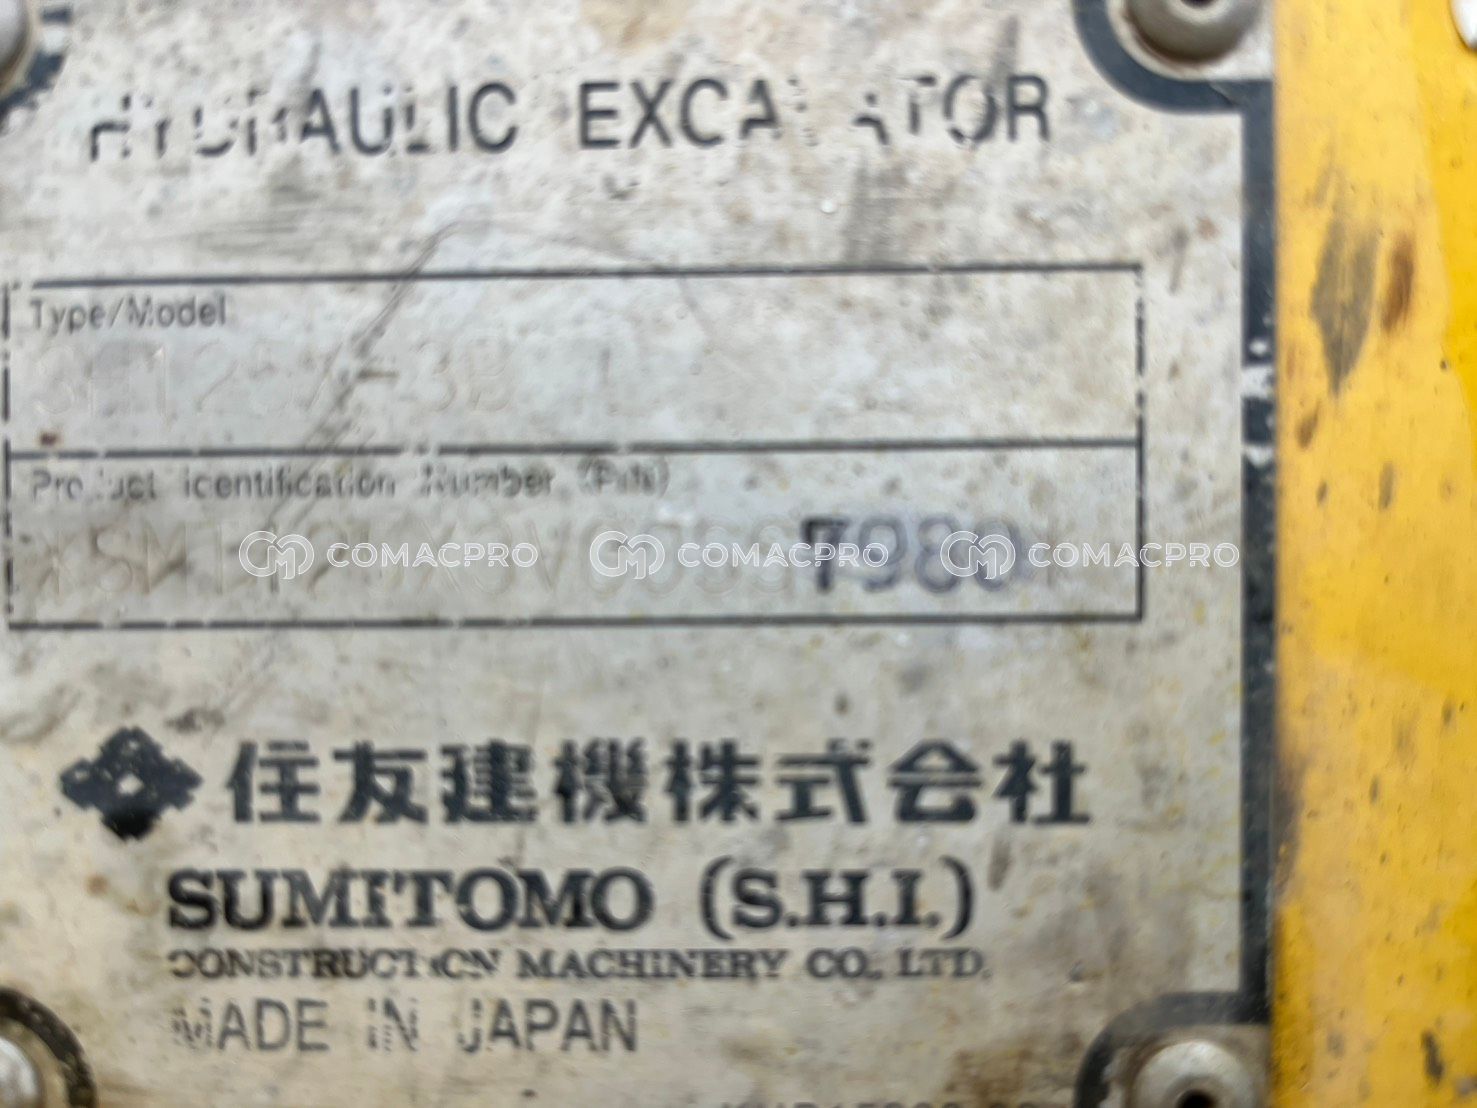 HYDRAULIC EXCAVATOR
Type/Model
Product Identification Number (PIN)
COMACPRO COMACPRO COMACPRO
7980
住友建機株式会社
SUMITOMO (S.H.I.)
CONSTRUCTION MACHINERY CO., LTD.
MADE IN JAPAN